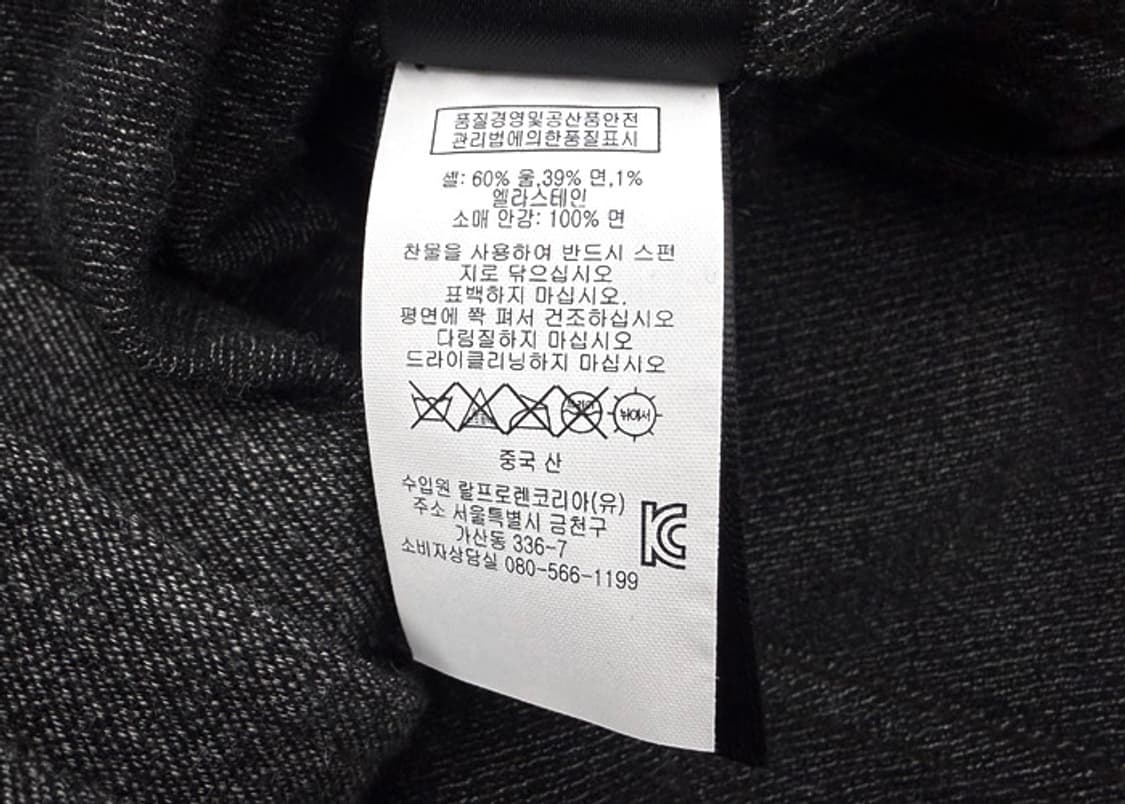 품질경영및공산품안전
관리법에의한품질표시
셸: 60% 울,39% 면,1%
엘라스테인
소매 안강: 100% 면
찬물을 사용하여 반드시 스펀
지로 닦으십시오
표백하지 마십시오.
평면에 쫙 펴서 건조하십시오
다림질하지 마십시오
드라이클리닝하지 마십시오
뉘어서
중국 산
수입원 랄프로렌코리아(유)
주소 서울특별시 금천구
가산동 336-7
소비자상담실 080-566-1199